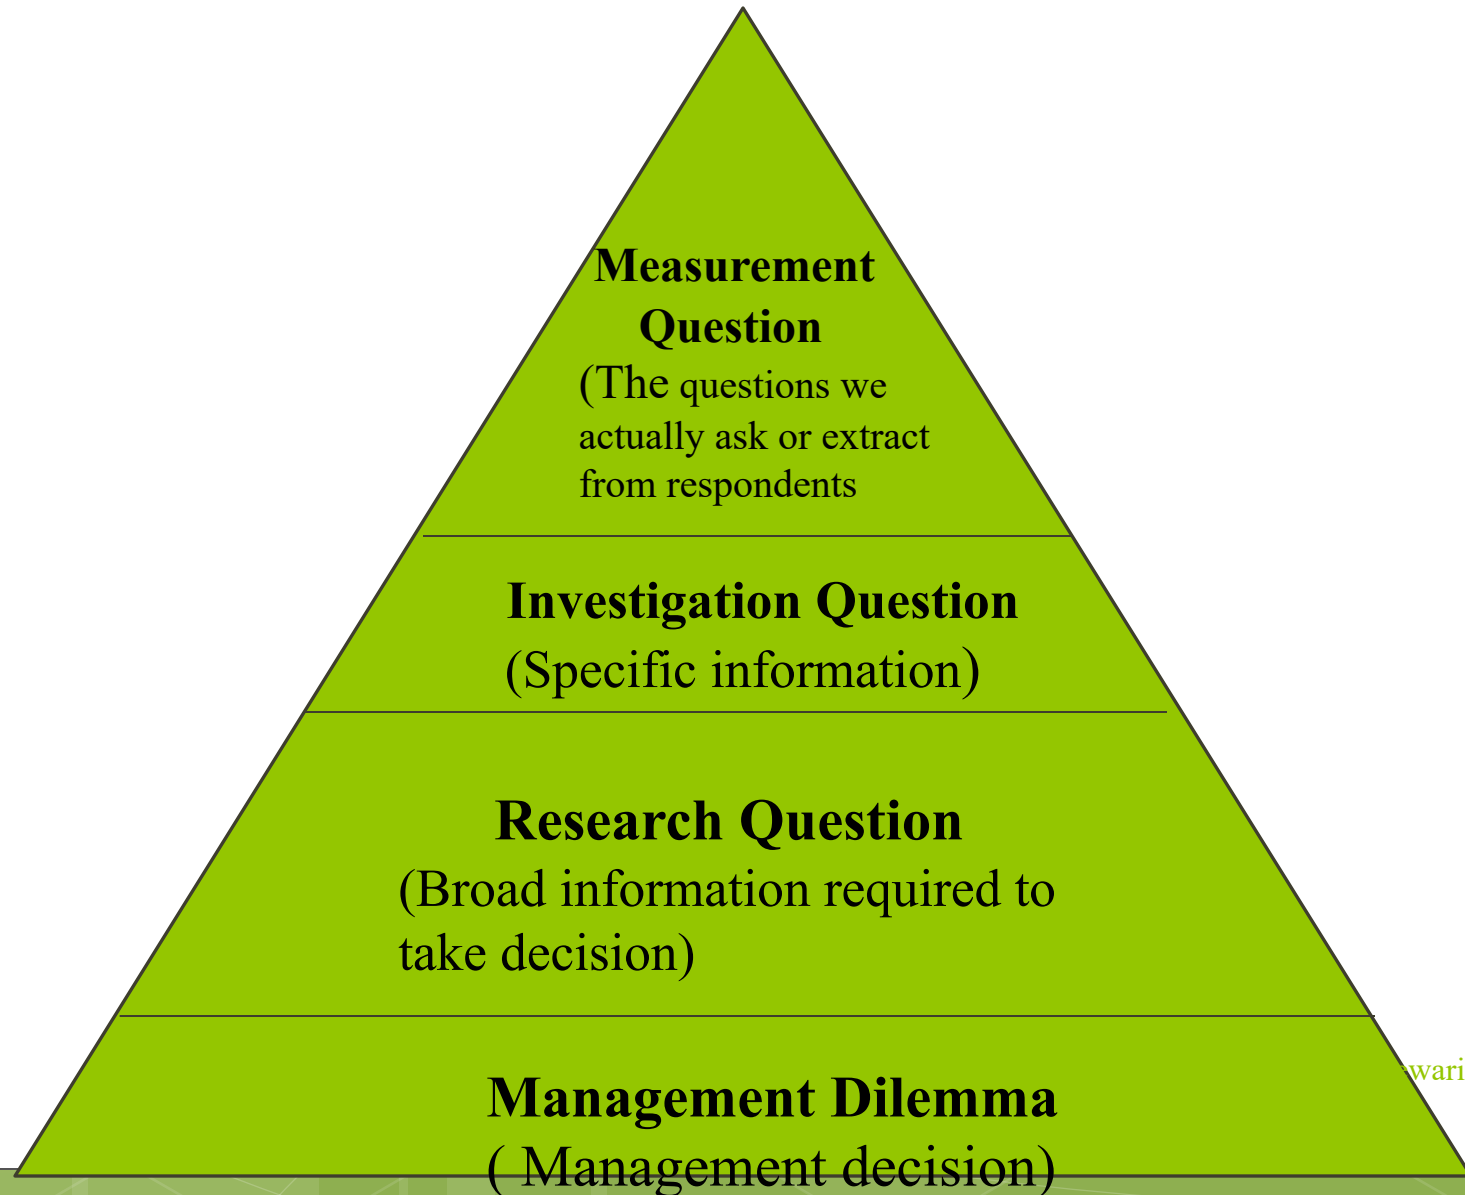 Measurement
Question
(The questions we
actually ask or extract
from respondents
Investigation Question
(Specific information)
Research Question
(Broad information required to
take decision)
Management Dilemma
( Management decision)